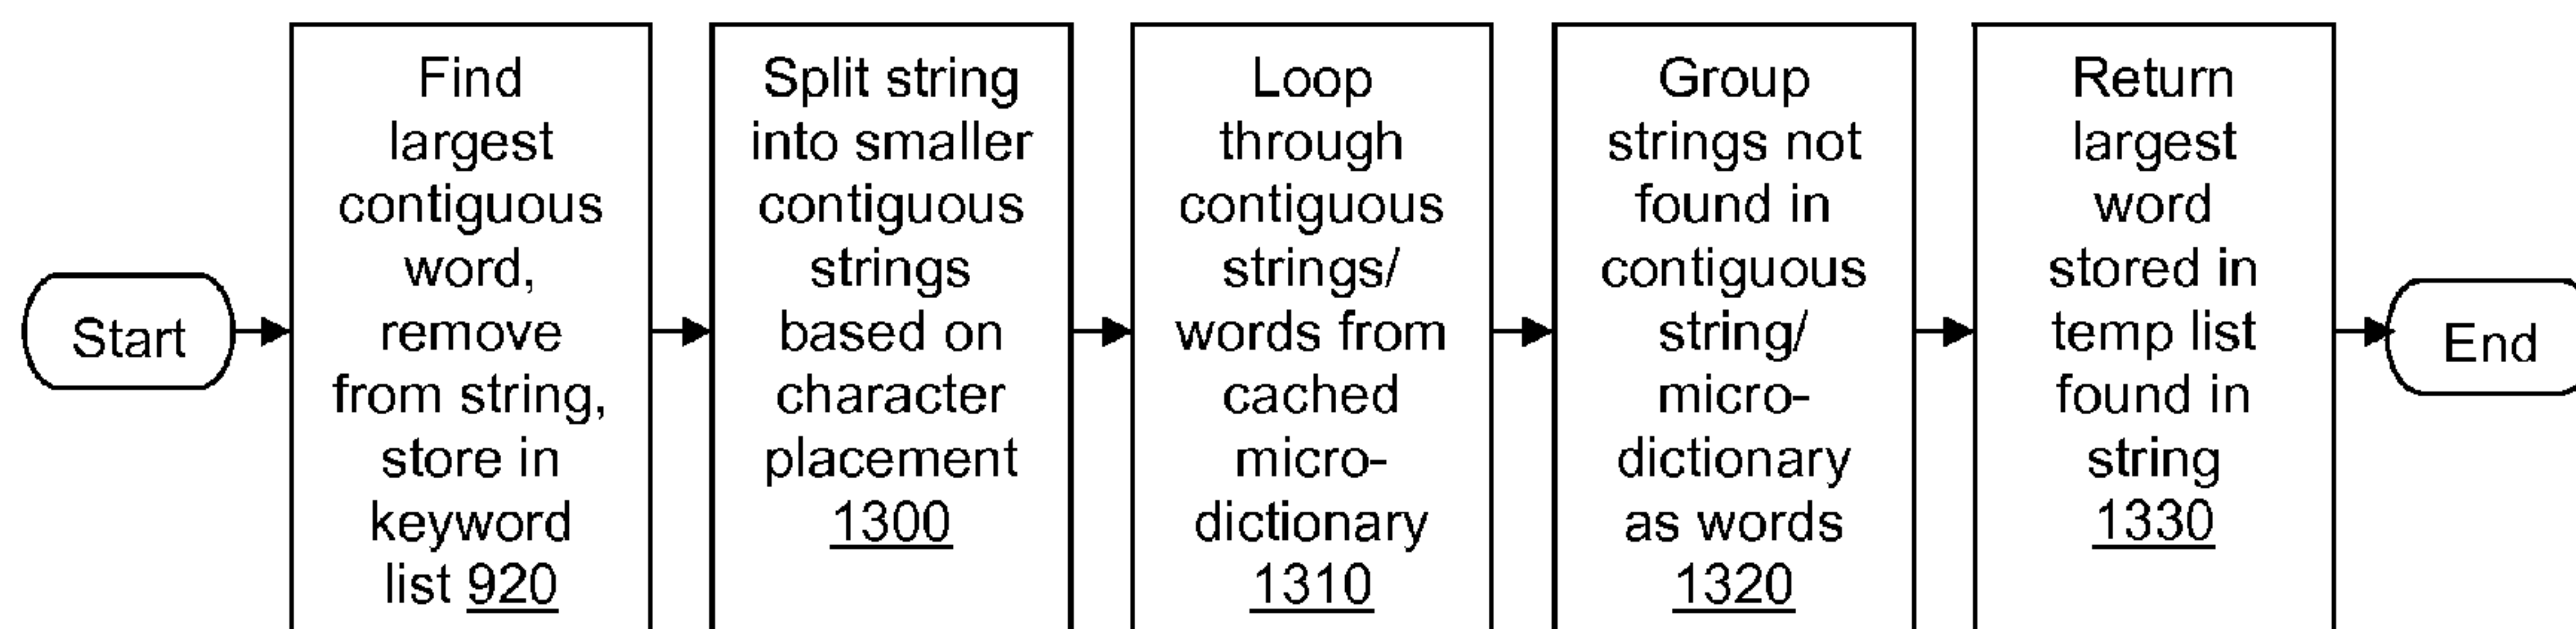 Start
Find
largest
contiguous
word,
remove
from string,
store in
keyword
list 920
Split string
into smaller
contiguous
strings
based on
character
placement
1300
Loop
through
contiguous
strings/
words from
cached
micro-
dictionary
1310
Group
strings not
found in
contiguous
string/
micro-
dictionary
as words
1320
Return
largest
word
stored in
temp list
found in
string
1330
End